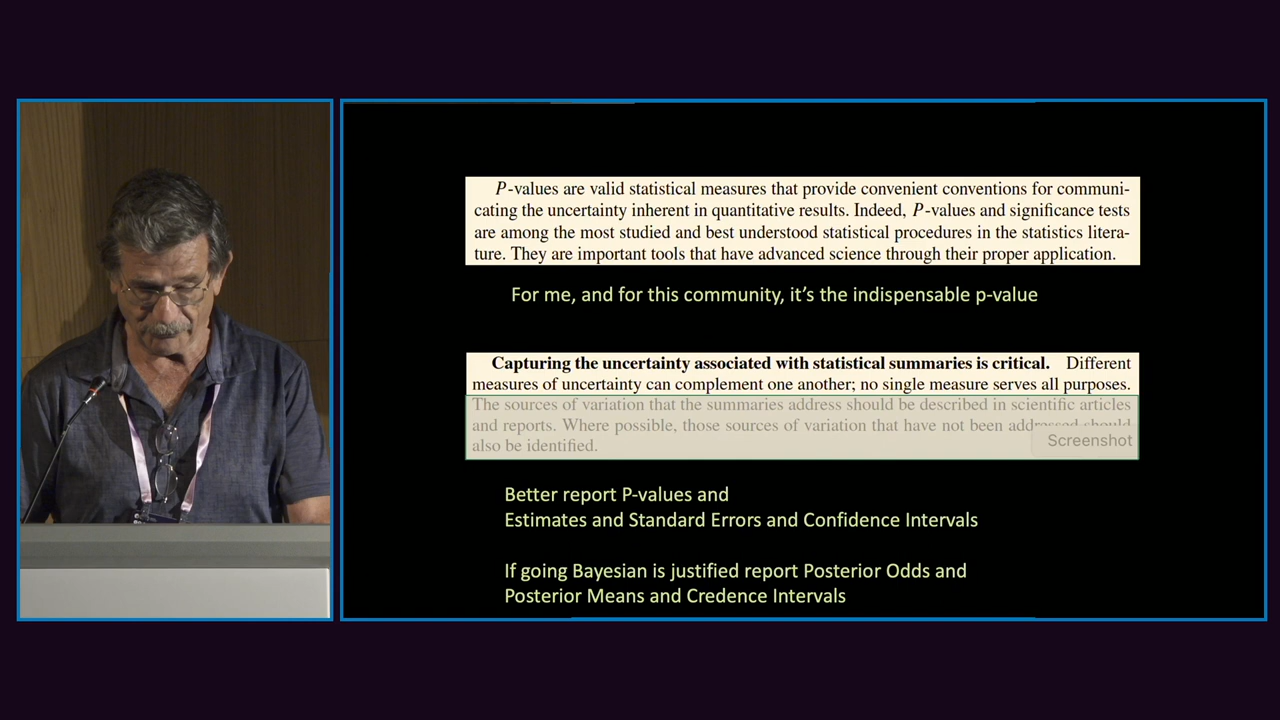 P-values are valid statistical measures that provide convenient conventions for communi-
cating the uncertainty inherent in quantitative results. Indeed, P-values and significance tests
are among the most studied and best understood statistical procedures in the statistics litera-
ture. They are important tools that have advanced science through their proper application.
For me, and for this community, it’s the indispensable p-value
Capturing the uncertainty associated with statistical summaries is critical. Different
measures of uncertainty can complement one another; no single measure serves all purposes.
The sources of variation that the summaries address should be described in scientific articles
and reports. Where possible, those sources of variation that have not been addressed should
also be identified.
Screenshot
Better report P-values and
Estimates and Standard Errors and Confidence Intervals
If going Bayesian is justified report Posterior Odds and
Posterior Means and Credence Intervals